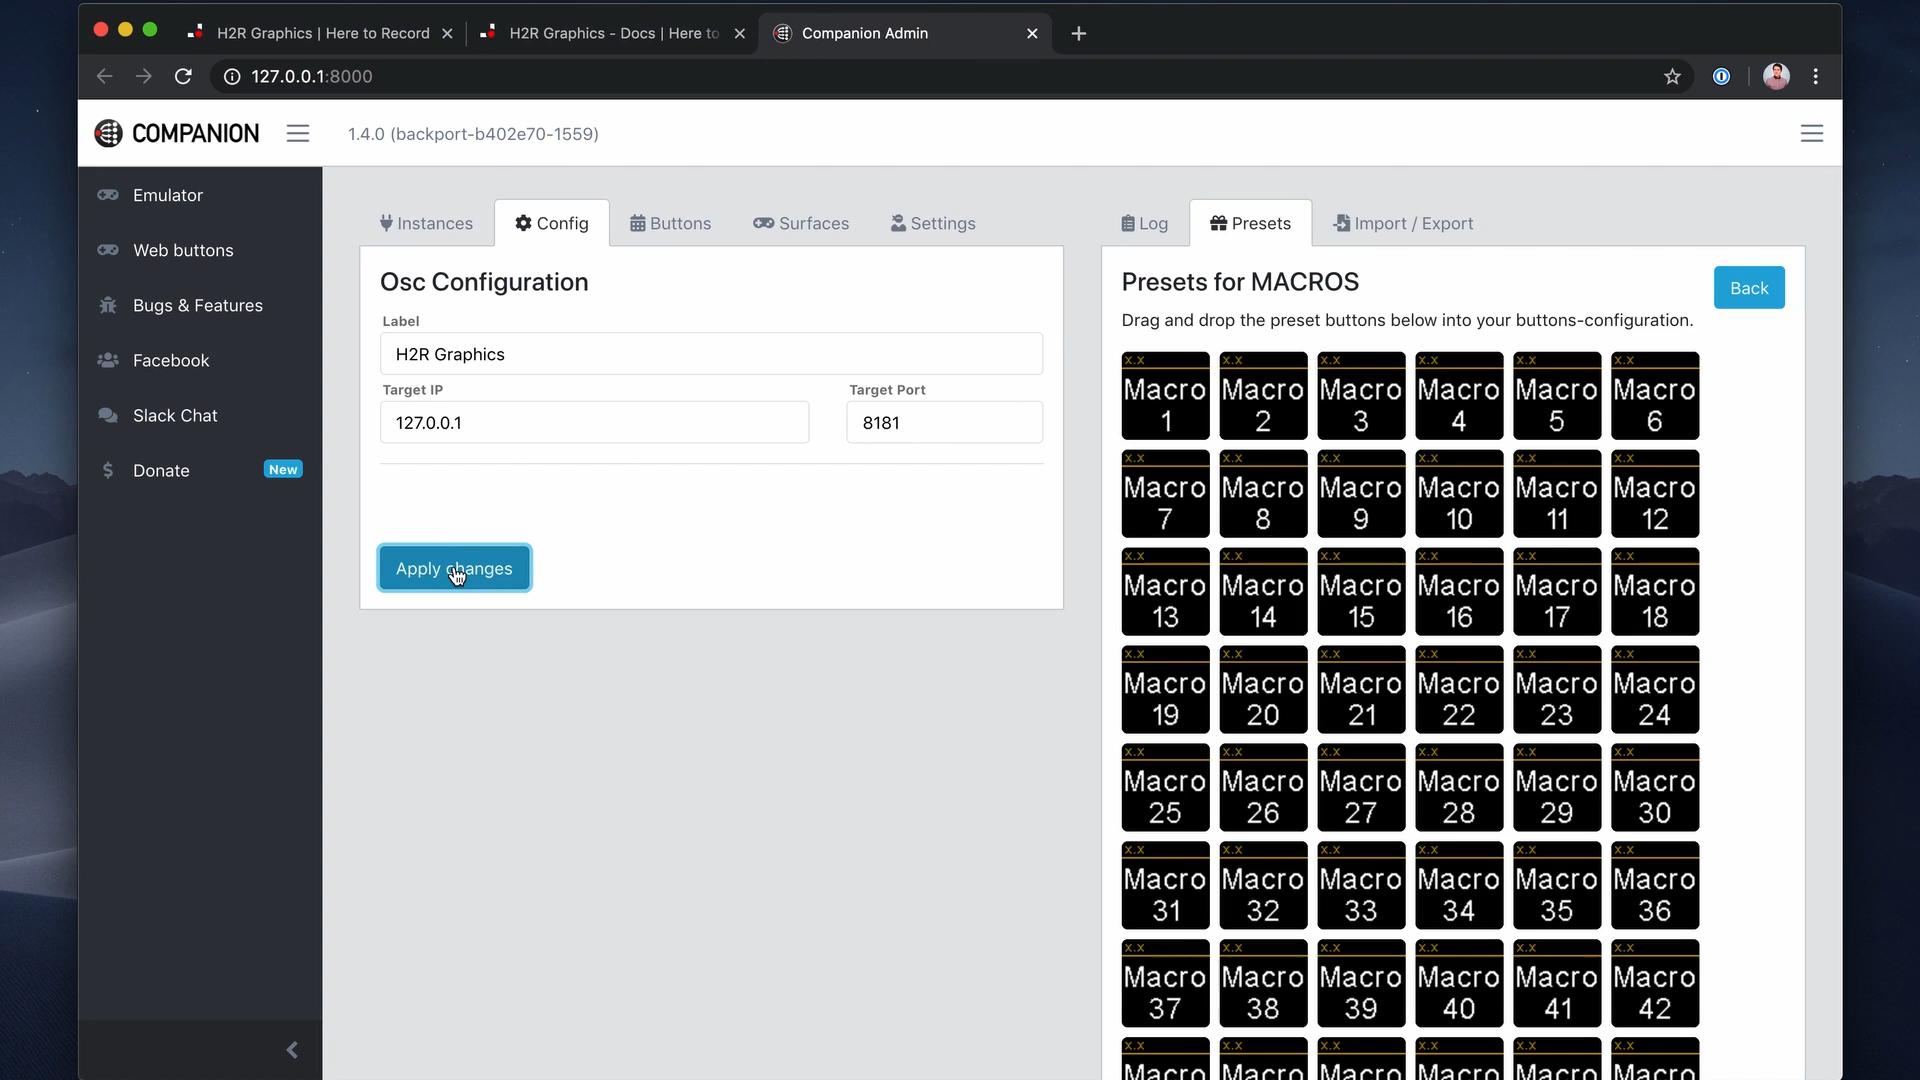 H2R Graphics | Here to Record
H2R Graphics - Docs | Here to
Companion Admin
127.0.0.1:8000
COMPANION
1.4.0 (backport-b402e70-1559)
Emulator
Web buttons
Bugs & Features
Facebook
Slack Chat
Donate
New
Instances
Config
Buttons
Surfaces
Settings
Osc Configuration
Label
H2R Graphics
Target IP
Target Port
127.0.0.1
8181
Apply changes
Log
Presets
Import / Export
Presets for MACROS
Back
Drag and drop the preset buttons below into your buttons-configuration.
x.x x.x x.x x.x x.x x.x
Macro Macro Macro Macro Macro Macro
1 2 3 4 5 6
x.x x.x x.x x.x x.x x.x
Macro Macro Macro Macro Macro Macro
7 8 9 10 11 12
x.x x.x x.x x.x x.x x.x
Macro Macro Macro Macro Macro Macro
13 14 15 16 17 18
x.x x.x x.x x.x x.x x.x
Macro Macro Macro Macro Macro Macro
19 20 21 22 23 24
x.x x.x x.x x.x x.x x.x
Macro Macro Macro Macro Macro Macro
25 26 27 28 29 30
x.x x.x x.x x.x x.x x.x
Macro Macro Macro Macro Macro Macro
31 32 33 34 35 36
x.x x.x x.x x.x x.x x.x
Macro Macro Macro Macro Macro Macro
37 38 39 40 41 42
x.x x.x x.x x.x x.x x.x
Macro Macro Macro Macro Macro Macro